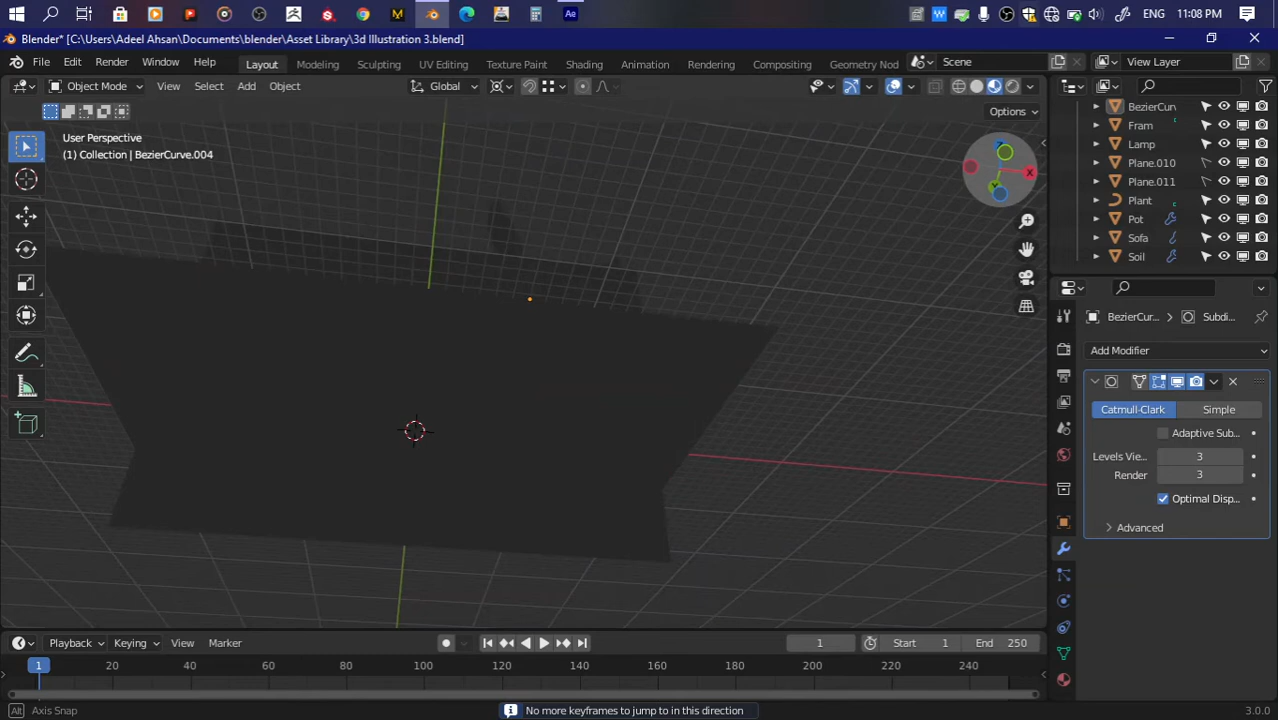 ENG 11:08 PM
Blender* [C:\Users\Adeel Ahsan\Documents\blender\Asset Library\3d Illustration 3.blend]
File Edit Render Window Help Layout Modeling Sculpting UV Editing Texture Paint Shading Animation Rendering Compositing Geometry Nod Scene View Layer
Object Mode View Select Add Object Global
Options
User Perspective
(1) Collection | BezierCurve.004
X
Y
BezierCurv
Fram
Lamp
Plane.010
Plane.011
Plant
Pot
Sofa
Soil
BezierCur... Subdi...
Add Modifier
Catmull-Clark Simple
Adaptive Sub...
Levels Vie... 3
Render 3
Optimal Disp...
Advanced
Playback Keying View Marker 1 Start 1 End 250
1 20 40 60 80 100 120 140 160 180 200 220 240
Alt Axis Snap No more keyframes to jump to in this direction 3.0.0